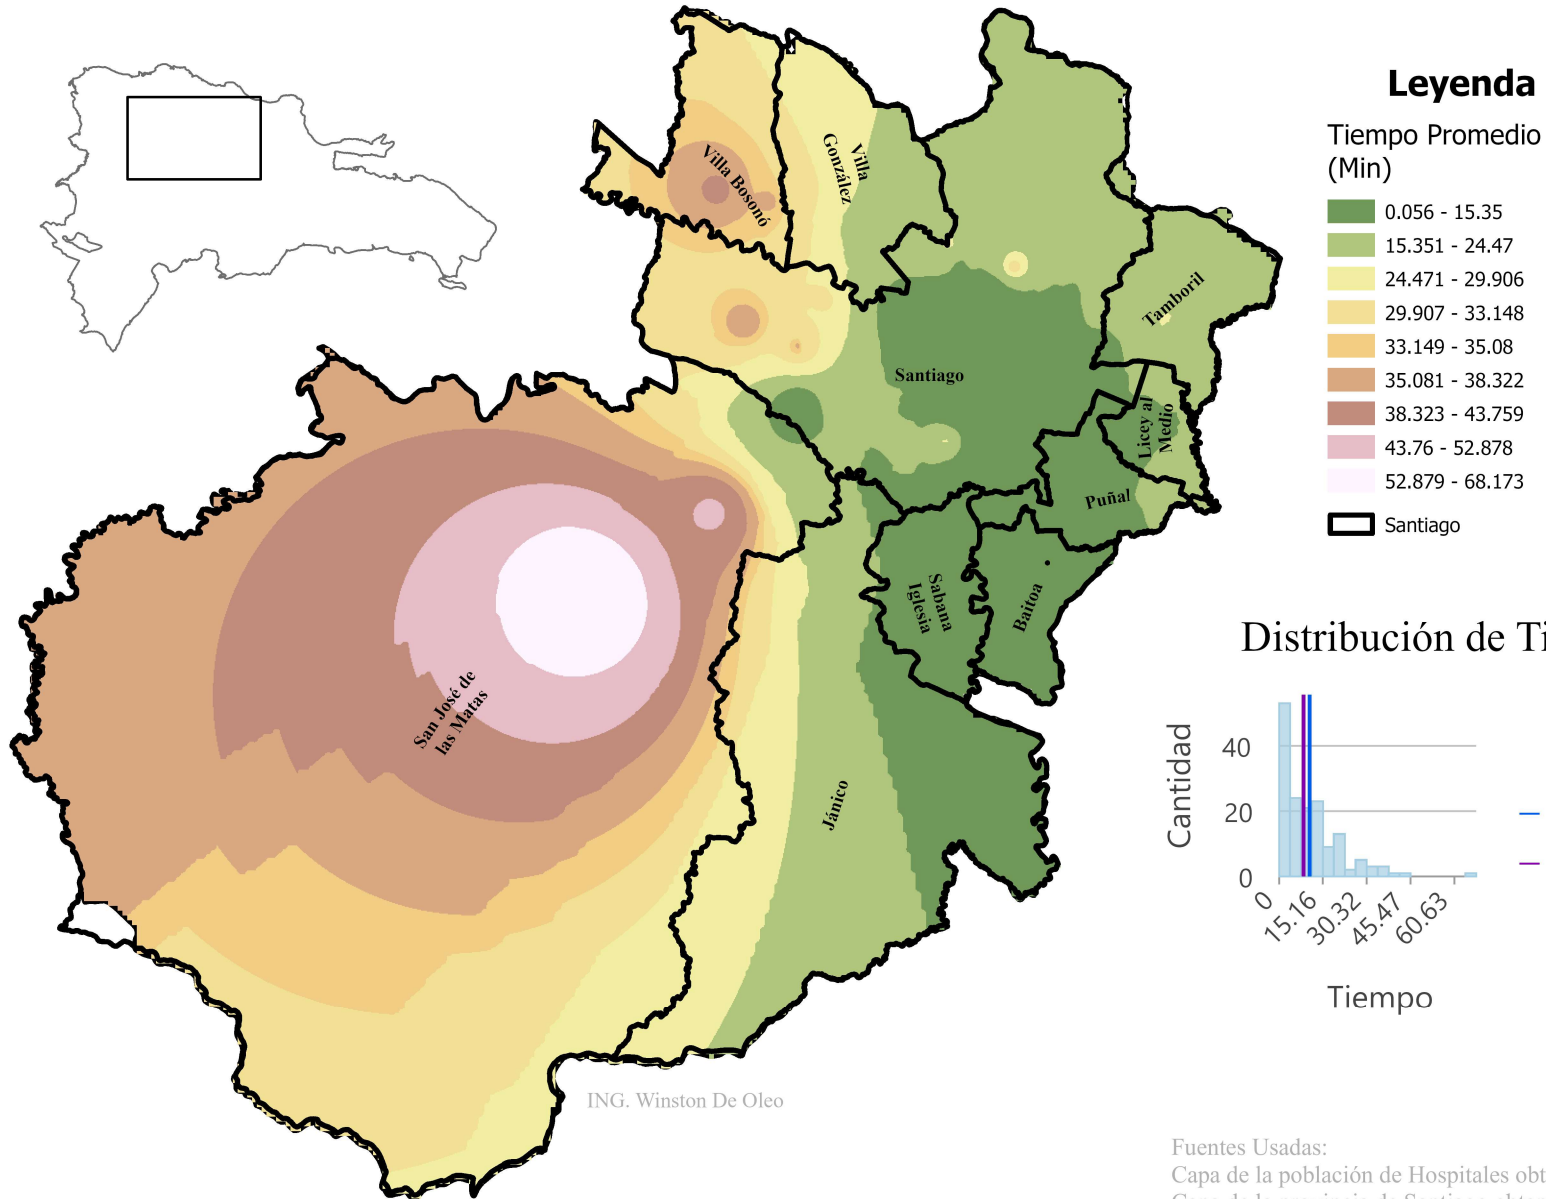 Leyenda
Tiempo Promedio
(Min)
0.056 - 15.35
15.351 - 24.47
24.471 - 29.906
29.907 - 33.148
33.149 - 35.08
35.081 - 38.322
38.323 - 43.759
43.76 - 52.878
52.879 - 68.173
Santiago
Villa Bosonó
Villa
González
Tamboril
Santiago
Licey al
Medio
Puñal
Sabana
Iglesia
Baitoa
San José de
las Matas
Jánico
Distribución de Ti
Cantidad
40
20
0
0
15.16
30.32
45.47
60.63
Tiempo
ING. Winston De Oleo
Fuentes Usadas:
Capa de la población de Hospitales obt